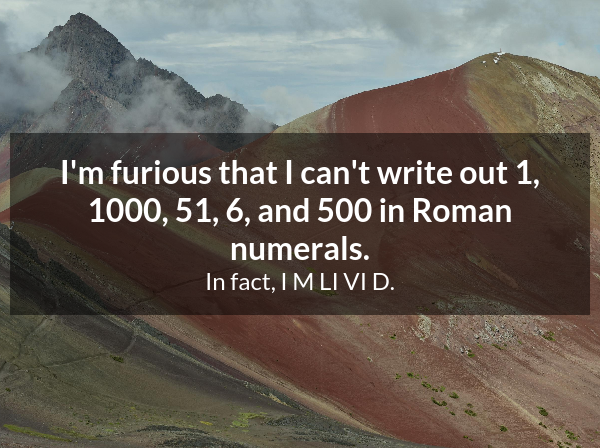 I'm furious that I can't write out 1,
1000, 51, 6, and 500 in Roman
numerals.
In fact, I M LI VI D.